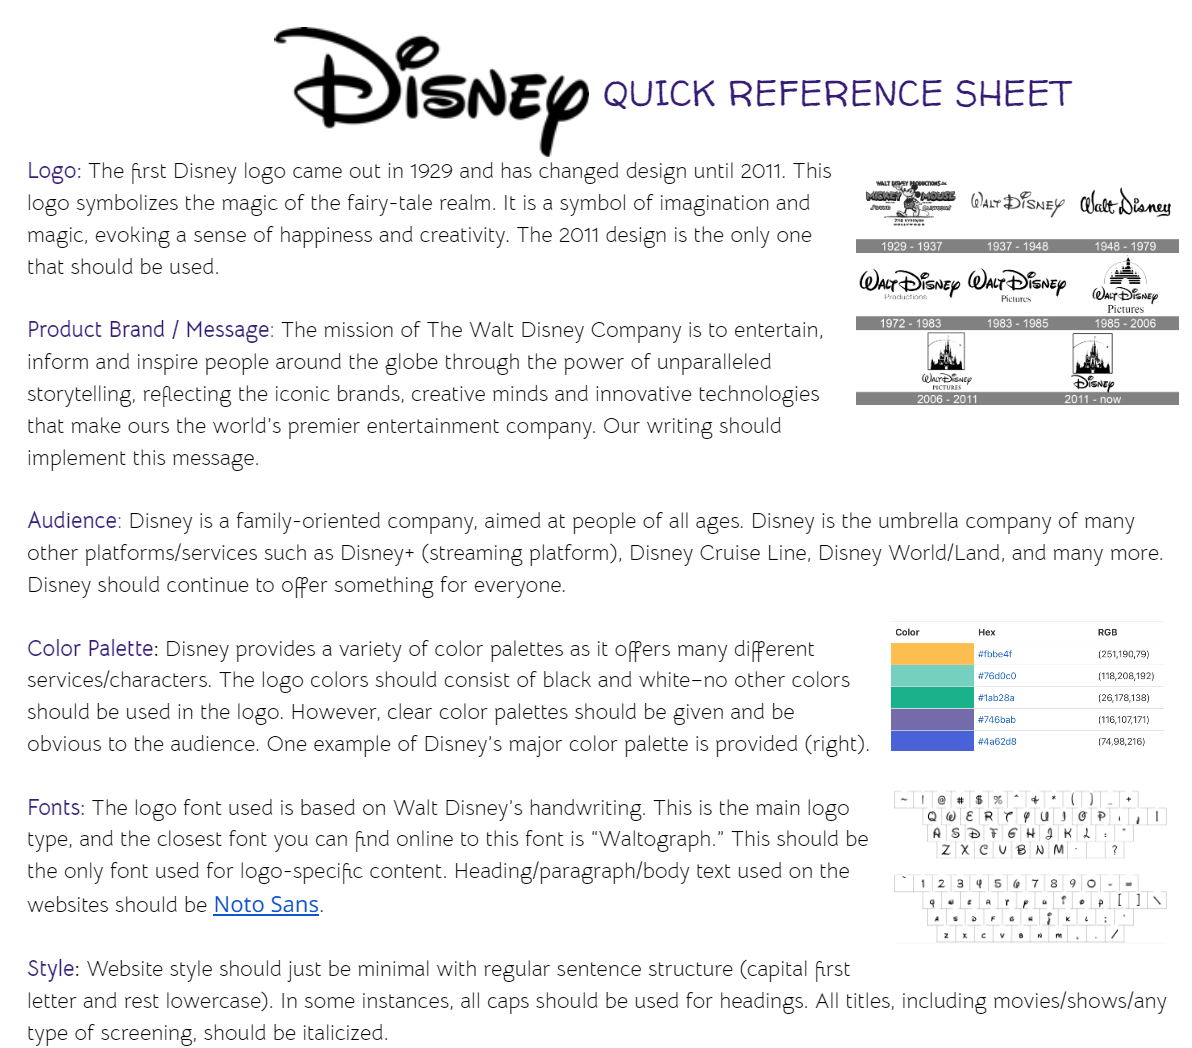 Disney QUICK REFERENCE SHEET
Logo: The first Disney logo came out in 1929 and has changed design until 2011. This
logo symbolizes the magic of the fairy-tale realm. It is a symbol of imagination and
magic, evoking a sense of happiness and creativity. The 2011 design is the only one
that should be used.
WALT DISNEY PRODUCTIONS
MICKEY MOUSE
Walt Disney
Walt Disney
1929 - 1937
1937 - 1948
1948 - 1979
Walt Disney
Productions
Walt Disney
Pictures
Walt Disney
Pictures
1972 - 1983
1983 - 1985
1985 - 2006
Walt Disney
PICTURES
Disney
2006 - 2011
2011 - now
Product Brand / Message: The mission of The Walt Disney Company is to entertain,
inform and inspire people around the globe through the power of unparalleled
storytelling, reflecting the iconic brands, creative minds and innovative technologies
that make ours the world's premier entertainment company. Our writing should
implement this message.
Audience: Disney is a family-oriented company, aimed at people of all ages. Disney is the umbrella company of many
other platforms/services such as Disney+ (streaming platform), Disney Cruise Line, Disney World/Land, and many more.
Disney should continue to offer something for everyone.
Color Palette: Disney provides a variety of color palettes as it offers many different
services/characters. The logo colors should consist of black and white–no other colors
should be used in the logo. However, clear color palettes should be given and be
obvious to the audience. One example of Disney's major color palette is provided (right).
Color Hex RGB
#fbbe4f (251,190,79)
#76d0c0 (118,208,192)
#1ab28a (26,178,138)
#746bab (116,107,171)
#4a62d8 (74,98,216)
Fonts: The logo font used is based on Walt Disney's handwriting. This is the main logo
type, and the closest font you can find online to this font is “Waltograph.” This should be
the only font used for logo-specific content. Heading/paragraph/body text used on the
websites should be Noto Sans.
~ ! @ # $ % ^ & * ( ) _ +
Q W E R T Y U I O P
A S D F G H J K L : "
Z X C V B N M ?
` 1 2 3 4 5 6 7 8 9 0 - =
q w e r t y u i o p [ ] \
a s d f g h j k l ; '
z x c v b n m , . /
Style: Website style should just be minimal with regular sentence structure (capital first
letter and rest lowercase). In some instances, all caps should be used for headings. All titles, including movies/shows/any
type of screening, should be italicized.